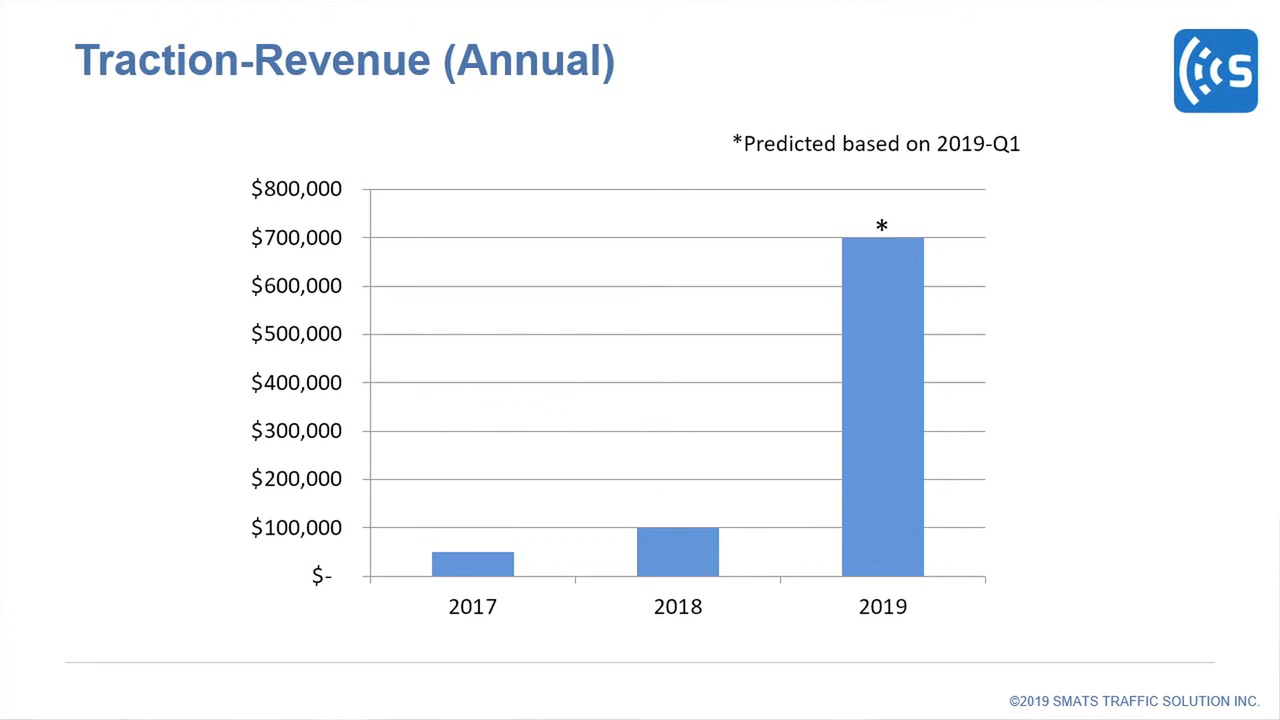 Traction-Revenue (Annual)
S
*Predicted based on 2019-Q1
$800,000
*
$700,000
$600,000
$500,000
$400,000
$300,000
$200,000
$100,000
$-
2017 2018 2019
©2019 SMATS TRAFFIC SOLUTION INC.